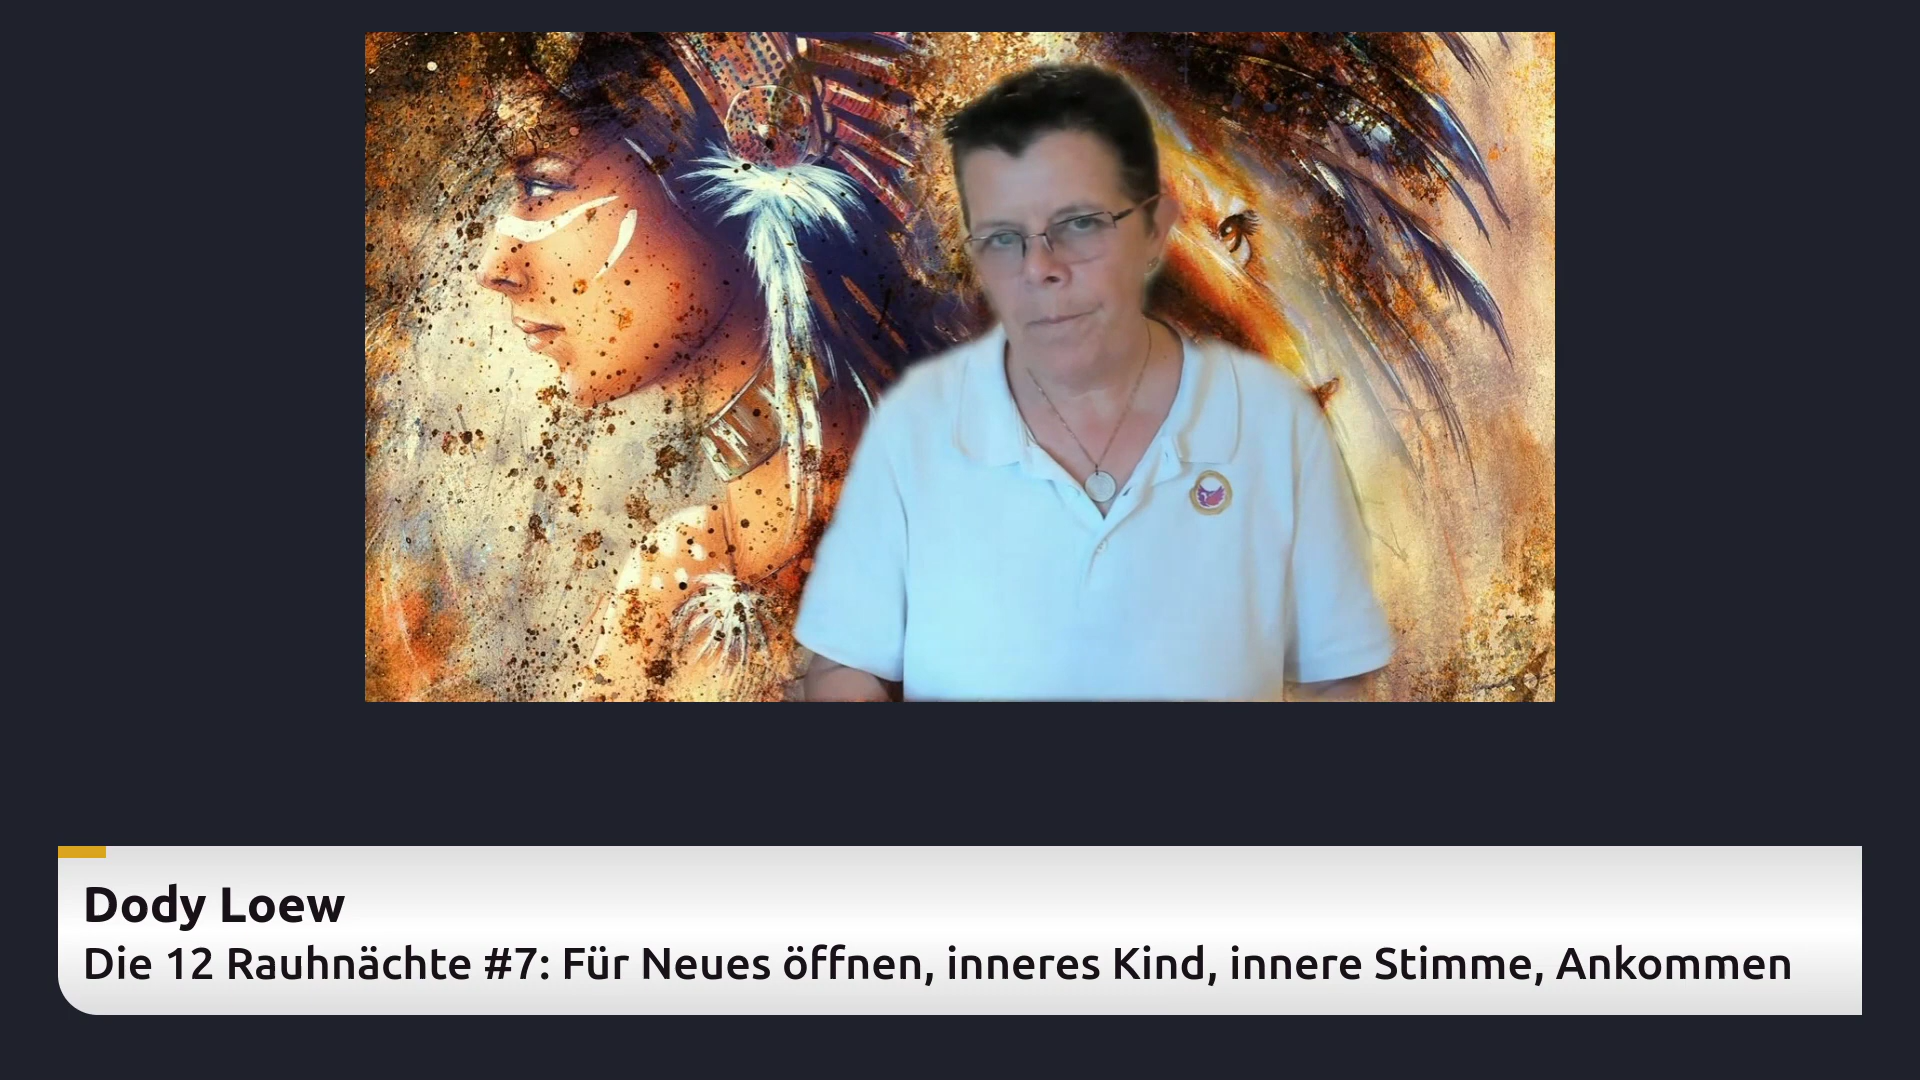 Dody Loew
Die 12 Rauhnächte #7: Für Neues öffnen, inneres Kind, innere Stimme, Ankommen